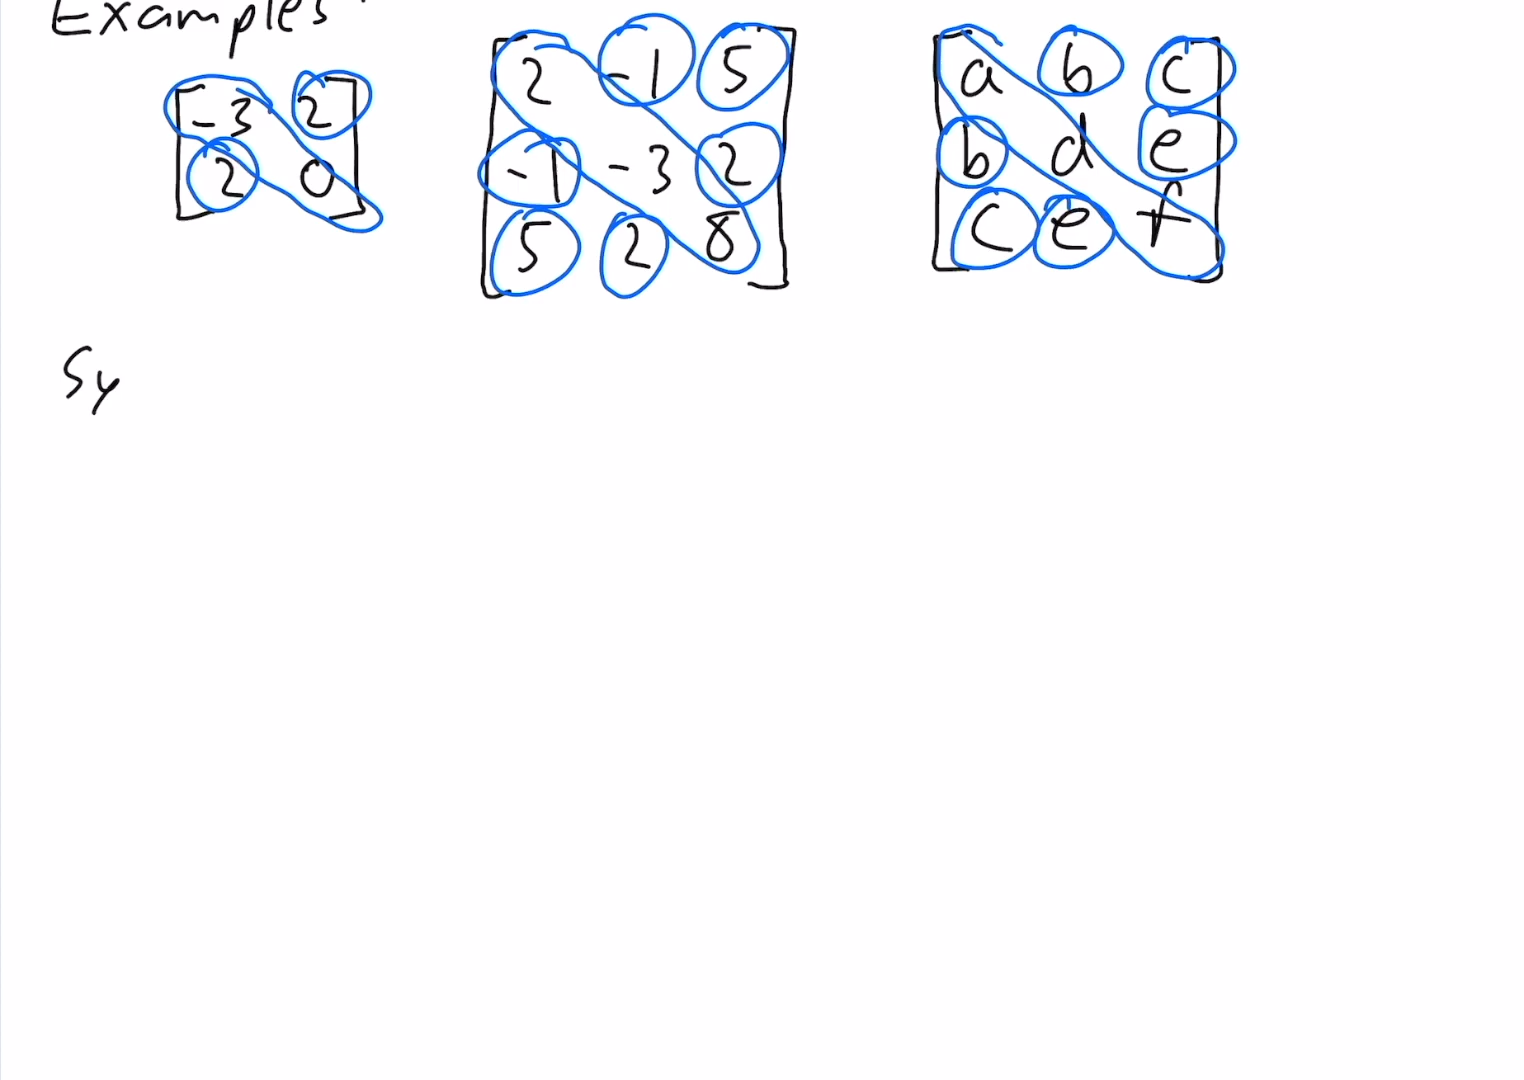 Examples:
[-3 2] [2 -1 5] [a b c]
[2 0] [-1 -3 2] [b d e]
[5 2 8] [c e f]
Sy